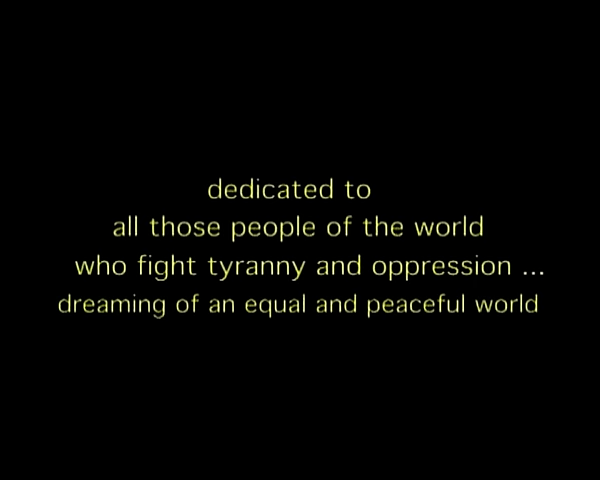 dedicated to
all those people of the world
who fight tyranny and oppression ...
dreaming of an equal and peaceful world